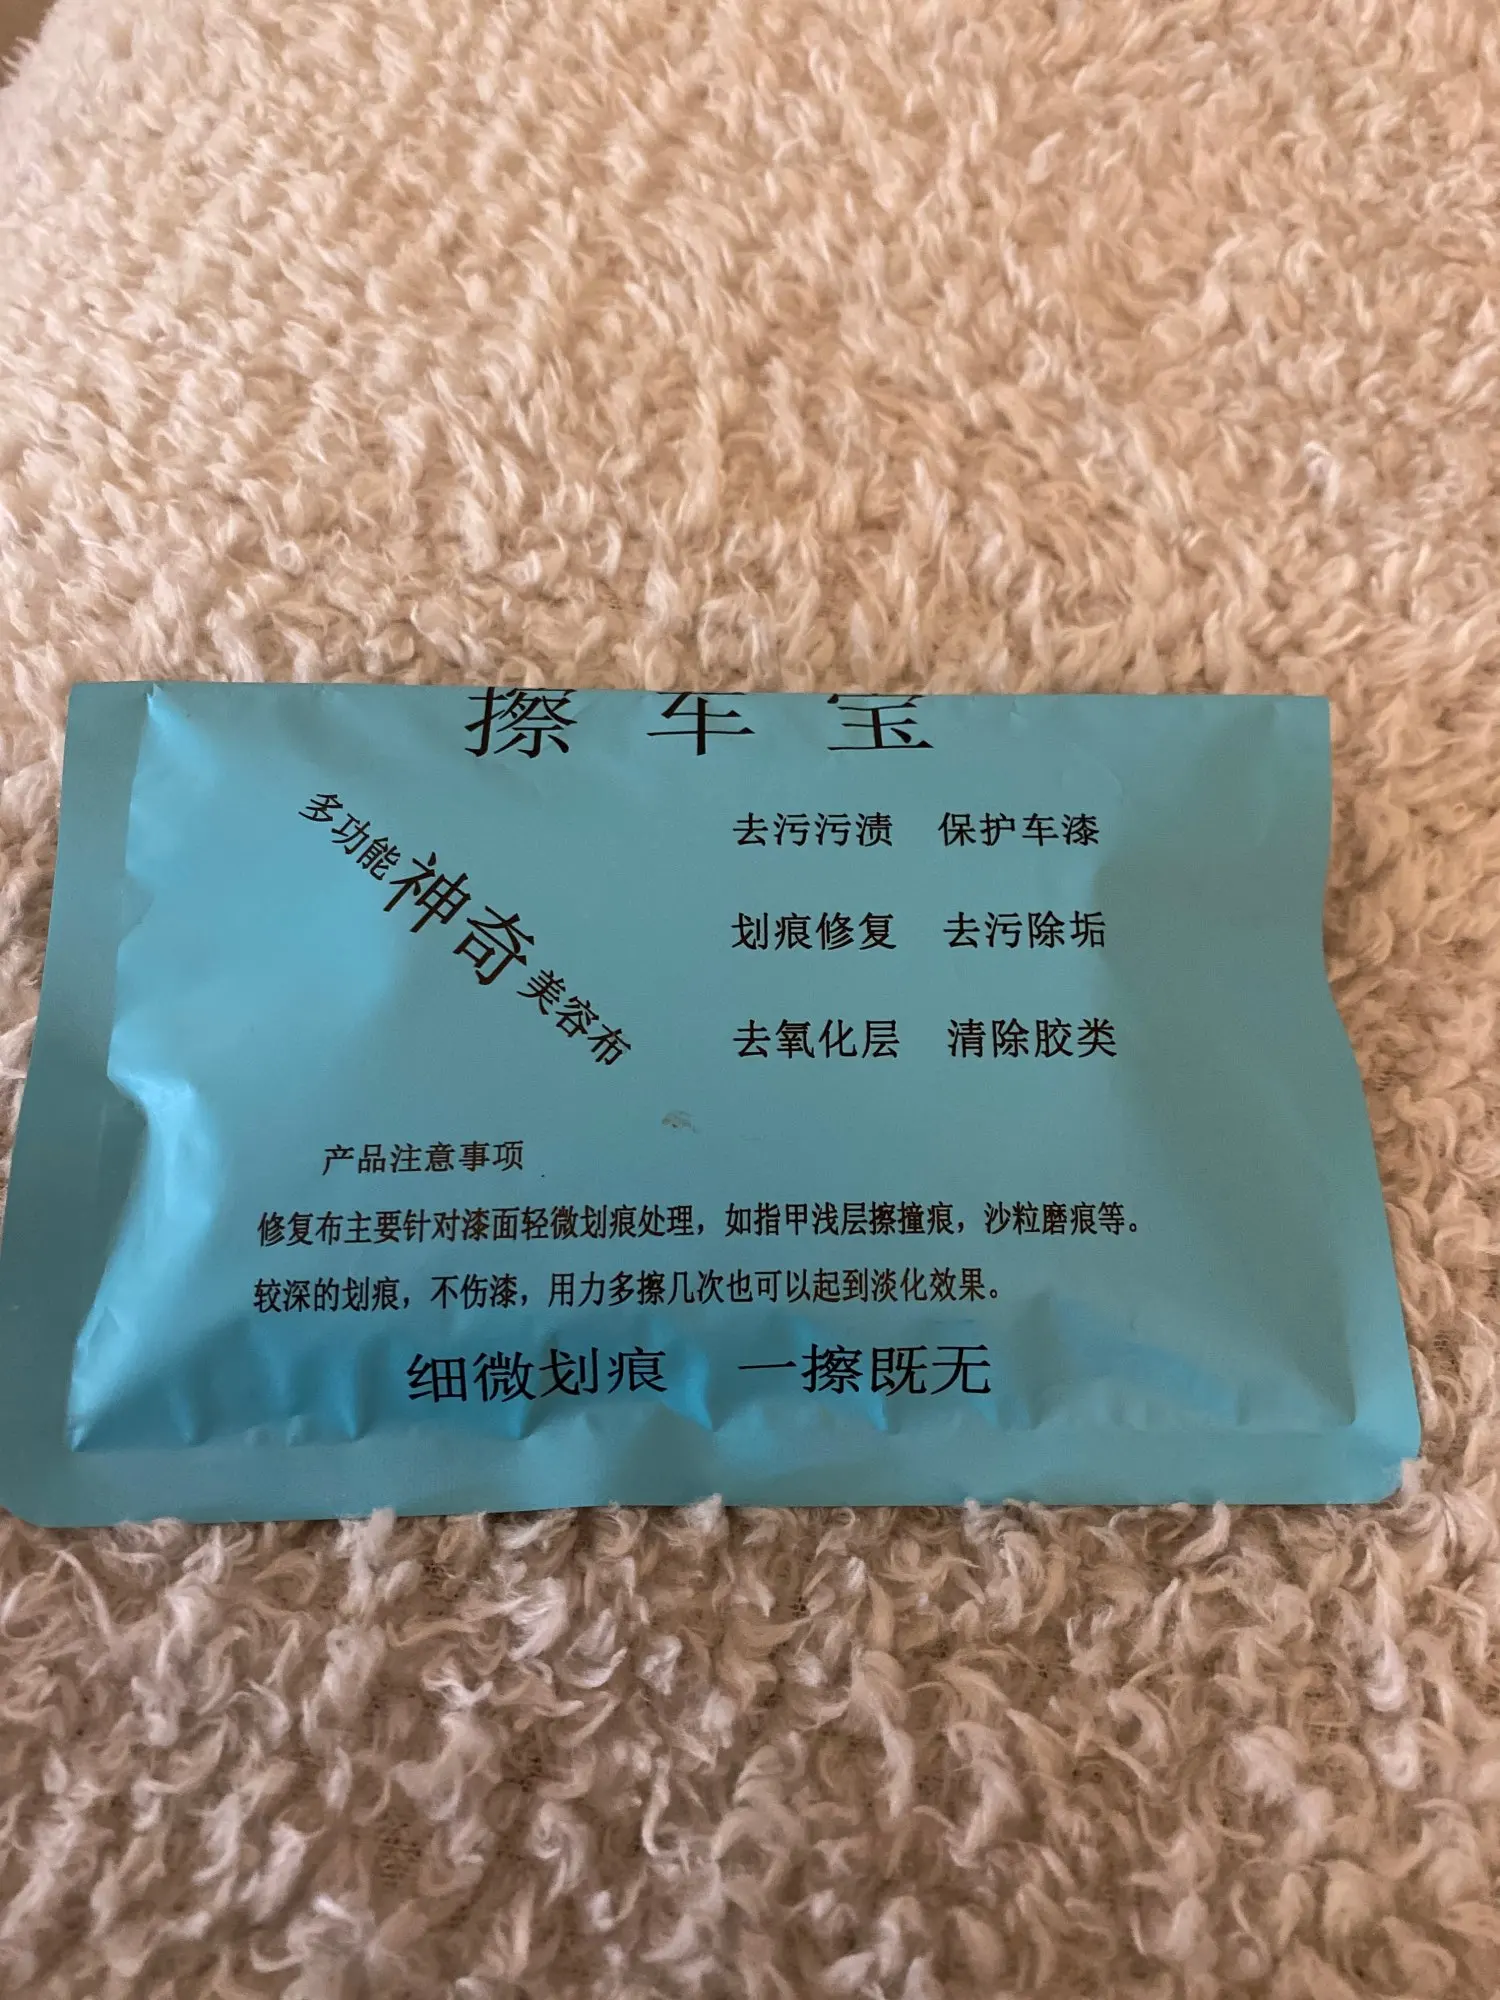 擦车宝
多功能神奇美容布
去污污渍 保护车漆
划痕修复 去污除垢
去氧化层 清除胶类
产品注意事项
修复布主要针对漆面轻微划痕处理，如指甲浅层擦撞痕，沙粒磨痕等。
较深的划痕，不伤漆，用力多擦几次也可以起到淡化效果。
细微划痕 一擦既无